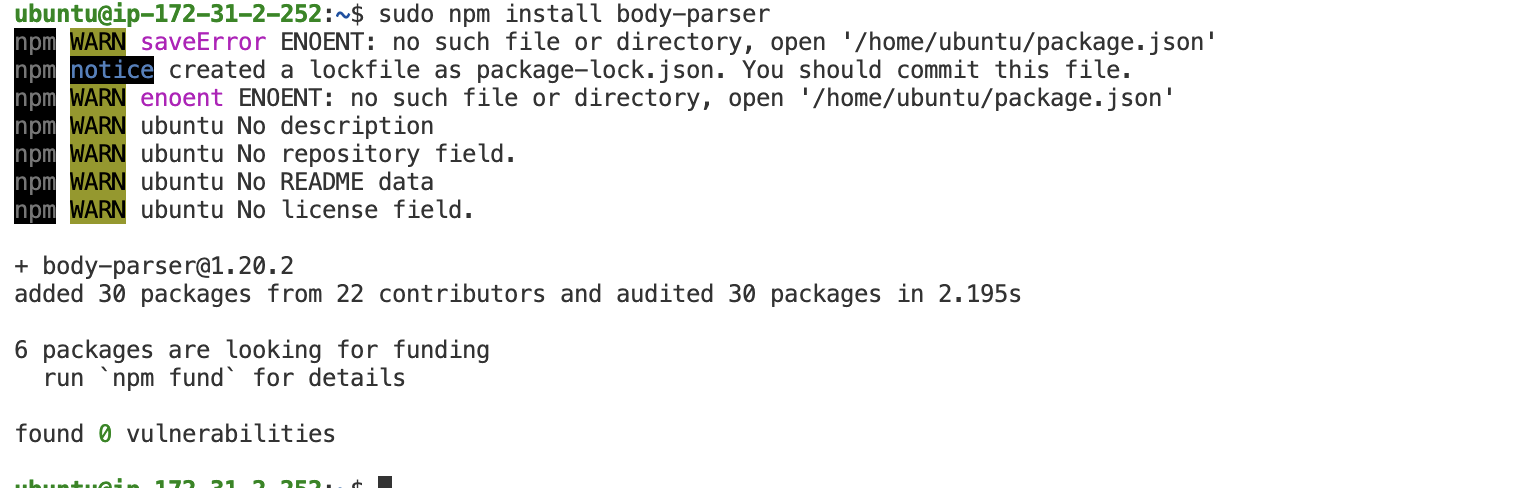 ubuntu@ip-172-31-2-252:~$ sudo npm install body-parser
npm WARN saveError ENOENT: no such file or directory, open '/home/ubuntu/package.json'
npm notice created a lockfile as package-lock.json. You should commit this file.
npm WARN enoent ENOENT: no such file or directory, open '/home/ubuntu/package.json'
npm WARN ubuntu No description
npm WARN ubuntu No repository field.
npm WARN ubuntu No README data
npm WARN ubuntu No license field.
+ body-parser@1.20.2
added 30 packages from 22 contributors and audited 30 packages in 2.195s
6 packages are looking for funding
run `npm fund` for details
found 0 vulnerabilities
ubuntu@ip-172-31-2-252:~$